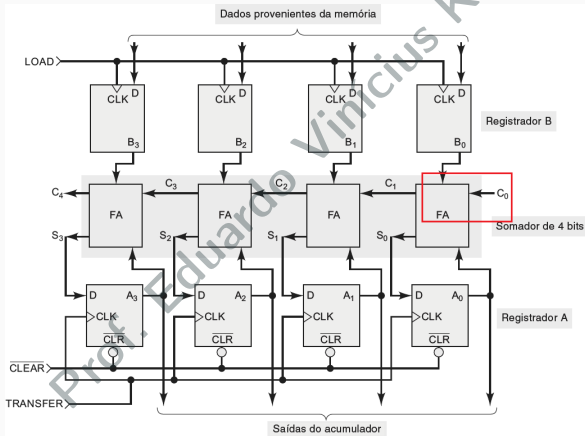 Dados provenientes da memória
LOAD
CLK D
CLK D
CLK D
CLK D
B3
B2
B1
B0
Registrador B
C4
C3
C2
C1
C0
FA
FA
FA
FA
Somador de 4 bits
S3
S2
S1
S0
D A3
D A2
D A1
D A0
Registrador A
CLK
CLK
CLK
CLK
CLR
CLR
CLR
CLR
CLEAR
TRANSFER
Saídas do acumulador
Prof. Eduardo Vinicius K